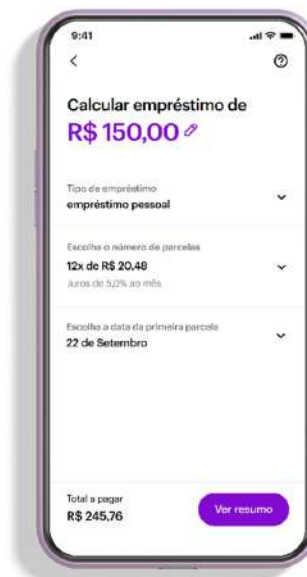 9:41
Calcular empréstimo de
R$ 150,00
Tipo de empréstimo
empréstimo pessoal
Escolha o número de parcelas
12x de R$ 20,48
Juros de 5,0% ao mês
Escolha a data da primeira parcela
22 de Setembro
Total a pagar
R$ 245,76
Ver resumo